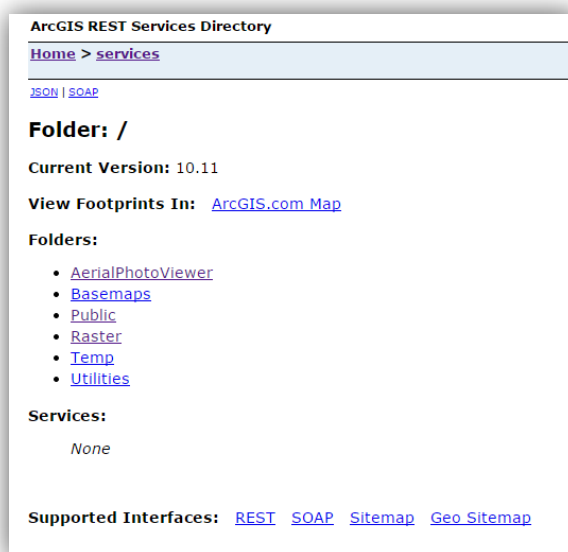 ArcGIS REST Services Directory
Home > services
JSON | SOAP
Folder: /
Current Version: 10.11
View Footprints In: ArcGIS.com Map
Folders:
AerialPhotoViewer
Basemaps
Public
Raster
Temp
Utilities
Services:
None
Supported Interfaces: REST SOAP Sitemap Geo Sitemap